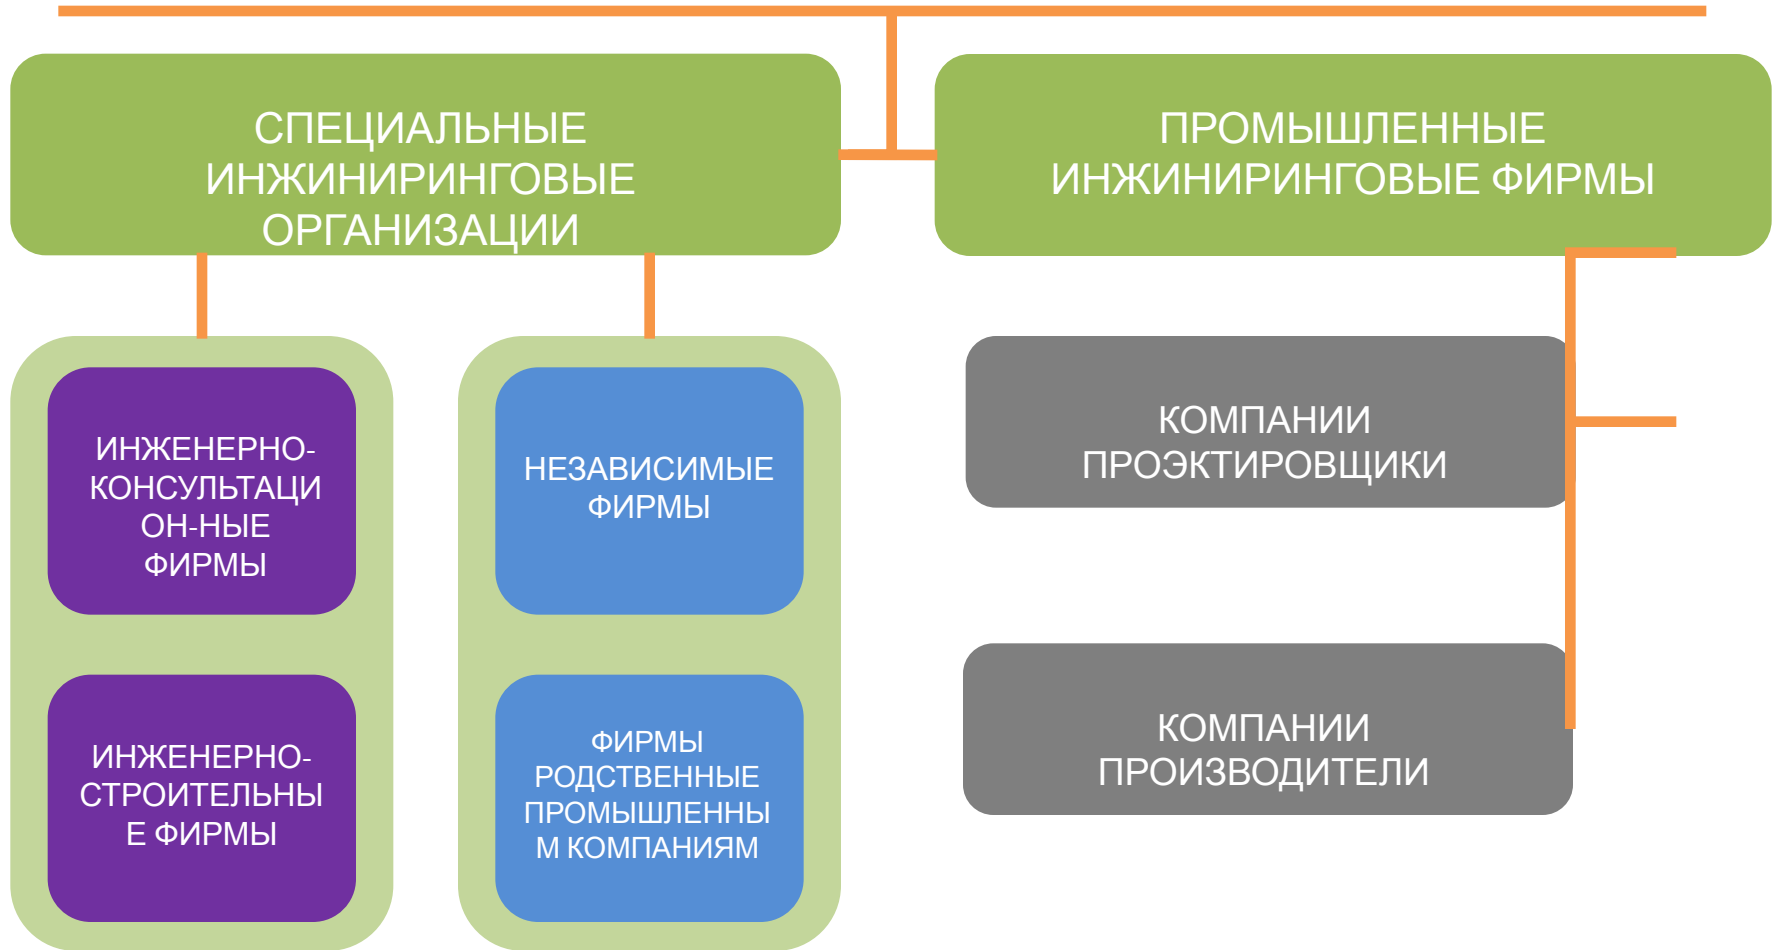 СПЕЦИАЛЬНЫЕ
ИНЖИНИРИНГОВЫЕ
ОРГАНИЗАЦИИ
ПРОМЫШЛЕННЫЕ
ИНЖИНИРИНГОВЫЕ ФИРМЫ
ИНЖЕНЕРНО-
КОНСУЛЬТАЦИ
ОН-НЫЕ
ФИРМЫ
НЕЗАВИСИМЫЕ
ФИРМЫ
КОМПАНИИ
ПРОЭКТИРОВЩИКИ
ИНЖЕНЕРНО-
СТРОИТЕЛЬНЫ
Е ФИРМЫ
ФИРМЫ
РОДСТВЕННЫЕ
ПРОМЫШЛЕННЫ
М КОМПАНИЯМ
КОМПАНИИ
ПРОИЗВОДИТЕЛИ